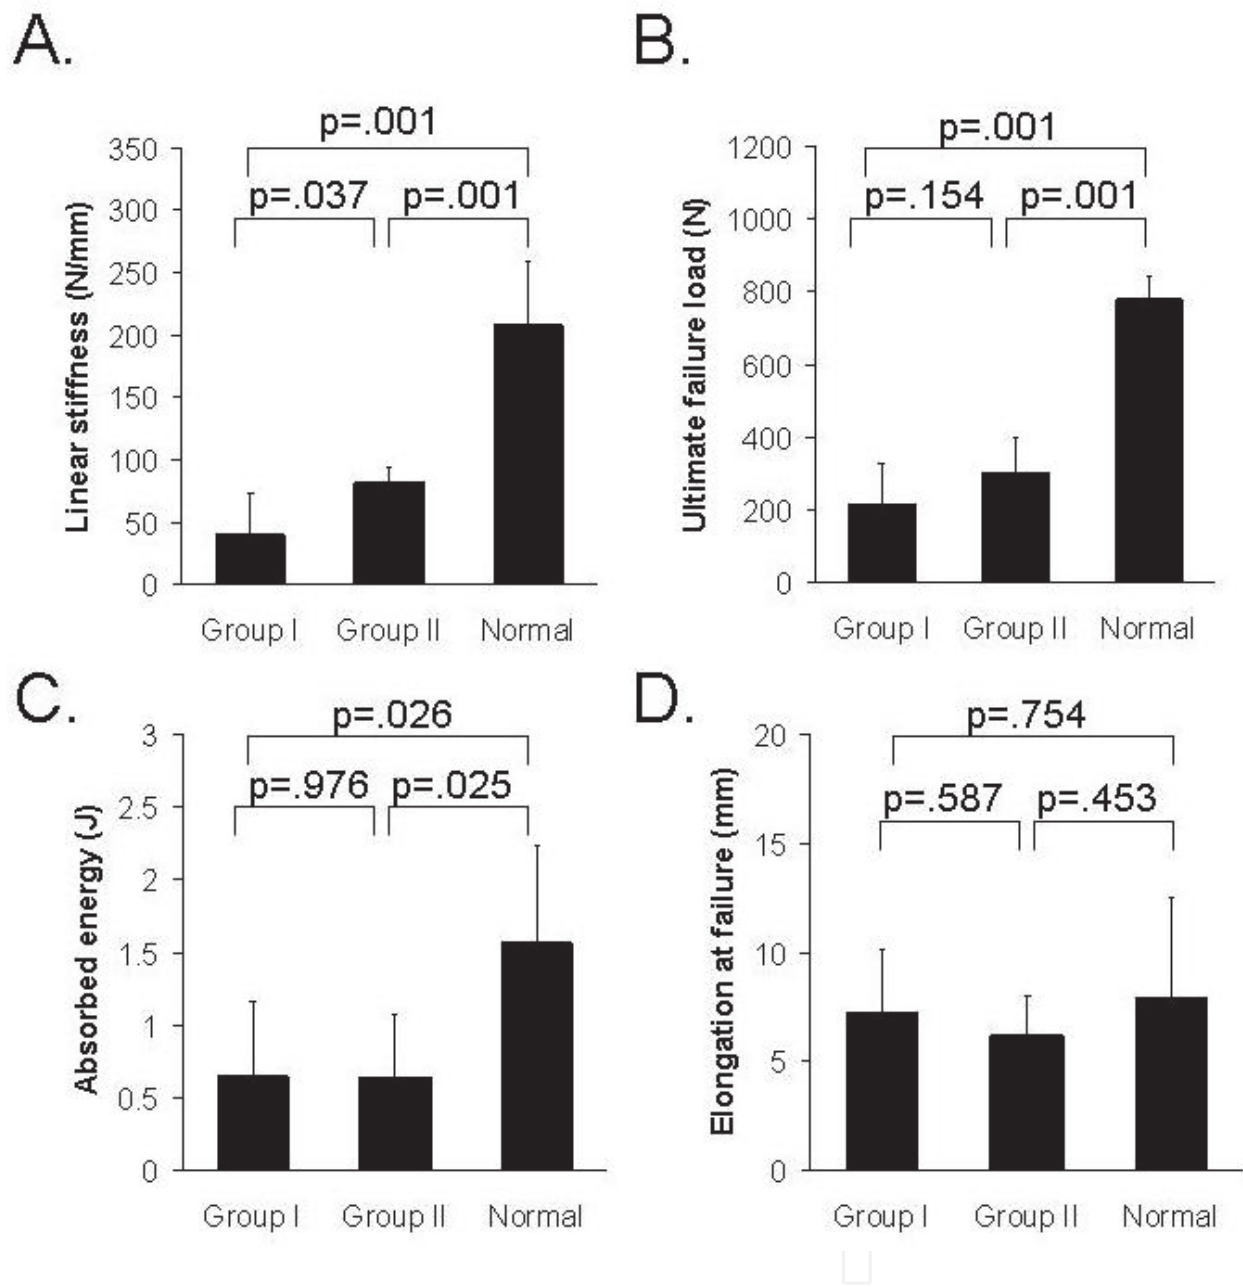 A.
p=.001
p=.037
p=.001
Linear stiffness (N/mm)
350
300
250
200
150
100
50
0
Group I
Group II
Normal
B.
p=.001
p=.154
p=.001
Ultimate failure load (N)
1200
1000
800
600
400
200
0
Group I
Group II
Normal
C.
p=.026
p=.976
p=.025
Absorbed energy (J)
3
2.5
2
1.5
1
0.5
0
Group I
Group II
Normal
D.
p=.754
p=.587
p=.453
Elongation at failure (mm)
20
15
10
5
0
Group I
Group II
Normal